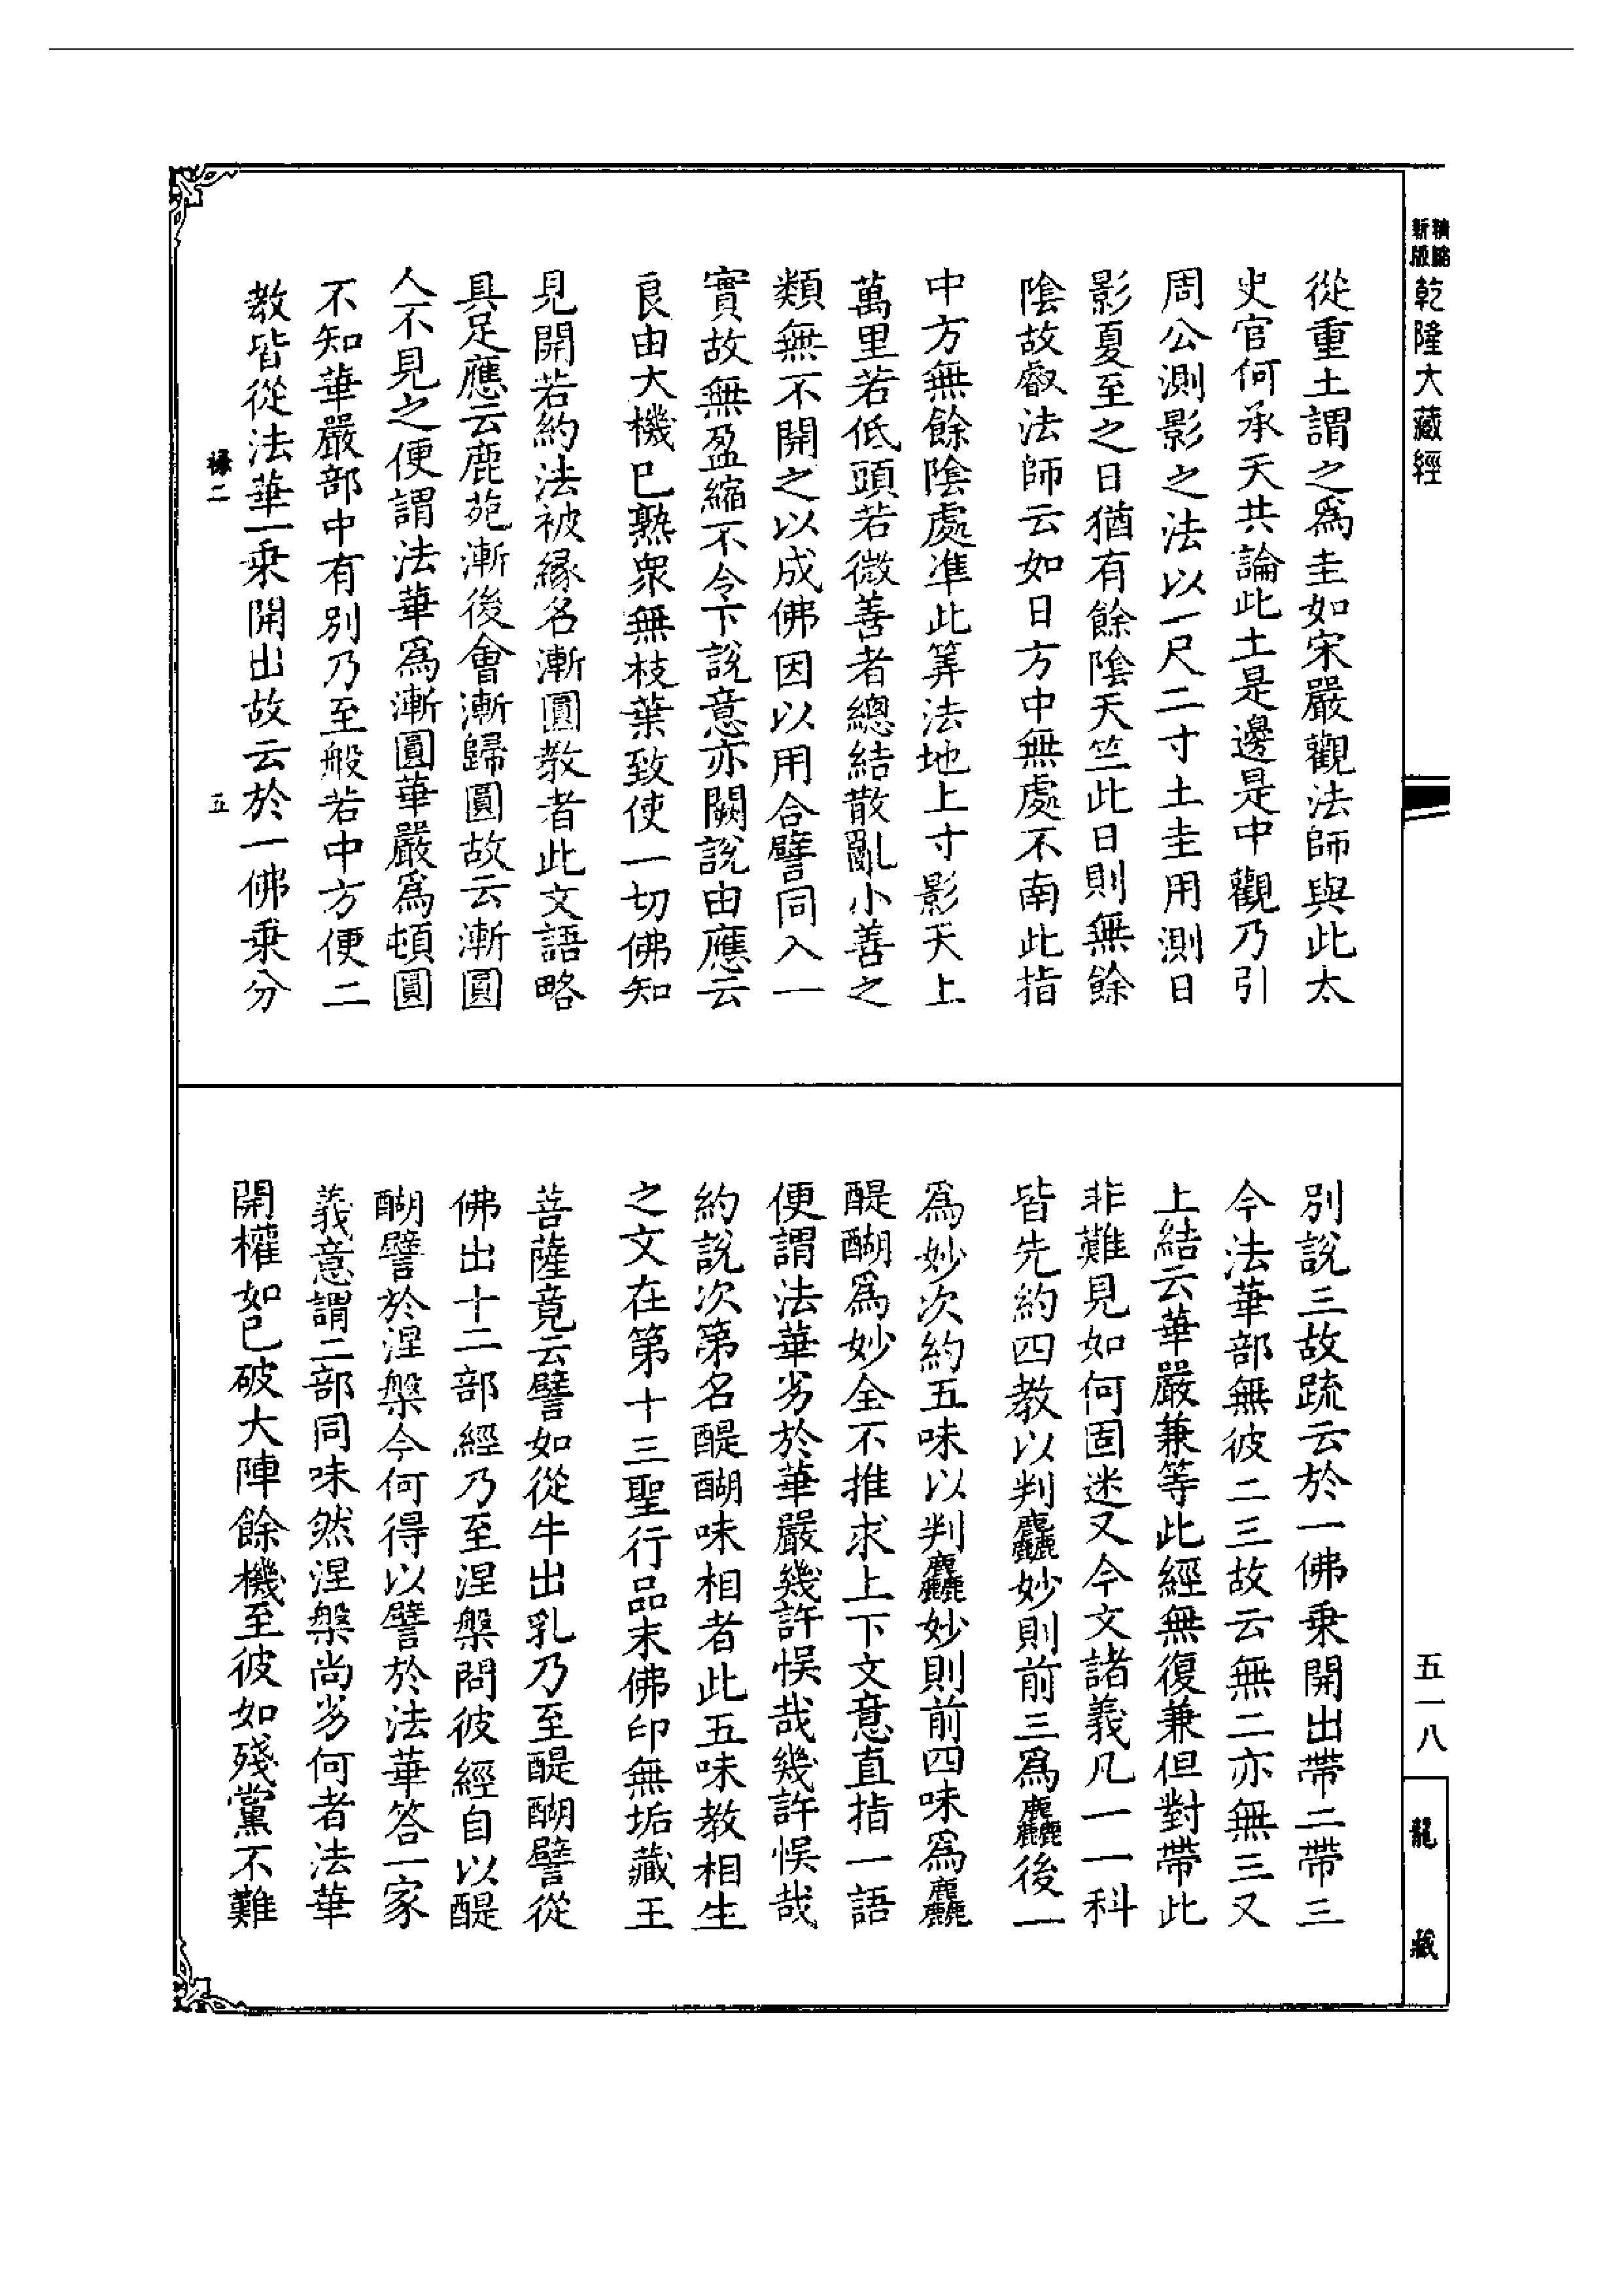 新版 精縮 乾隆大藏經
從重土謂之爲圭如宋嚴觀法師與此太
史官何承天共論此土是邊是中觀乃引
周公測影之法以一尺二寸土圭用測日
影夏至之日猶有餘陰天竺此日則無餘
陰故叡法師云如日方中無處不南此指
中方無餘陰處準此筭法地上寸影天上
萬里若低頭若微善者總結散亂小善之
類無不開之以成佛因以用合譬同入一
實故無盈縮不令下說意亦闕說由應云
良由大機已熟衆無枝葉致使一切佛知
見開若約法被緣名漸圓教者此文語略
具足應云鹿苑漸後會漸歸圓故云漸圓
人不見之便謂法華爲漸圓華嚴爲頓圓
不知華嚴部中有別乃至般若中方便二
教皆從法華一乘開出故云於一佛乘分
祿二
五
別說三故疏云於一佛乘開出帶二帶三
今法華部無彼二三故云無二亦無三又
上結云華嚴兼等此經無復兼但對帶此
非難見如何固迷又今文諸義凡一一科
皆先約四教以判麤妙則前三爲麤後一
爲妙次約五味以判麤妙則前四味爲麤
醍醐爲妙全不推求上下文意直指一語
便謂法華劣於華嚴幾許悞哉幾許悞哉
約說次第名醍醐味相者此五味教相生
之文在第十三聖行品末佛印無垢藏王
菩薩竟云譬如從牛出乳乃至醍醐譬從
佛出十二部經乃至涅槃問彼經自以醍
醐譬於涅槃今何得以譬於法華答一家
義意謂二部同味然涅槃尚劣何者法華
開權如已破大陣餘機至彼如殘黨不難
五一八
龍藏